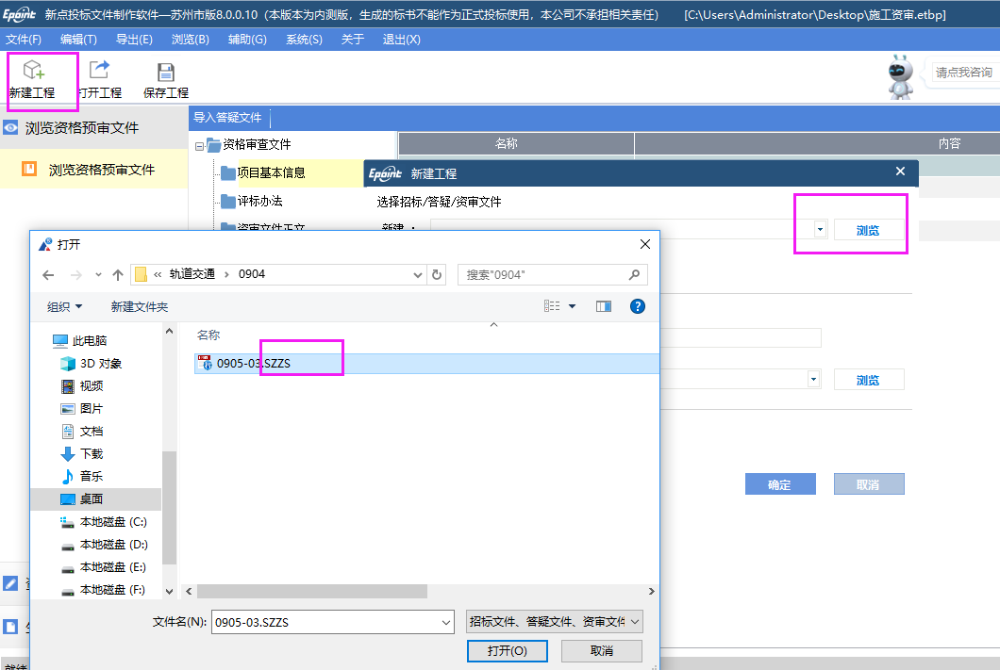 Epoint 新点投标文件制作软件—苏州市版8.0.0.10（本版本为内测版，生成的标书不能作为正式投标使用，本公司不承担相关责任） [C:\Users\Administrator\Desktop\施工资审.etbp]
文件(F) 编辑(T) 导出(E) 浏览(B) 辅助(G) 系统(S) 关于 退出(X)
新建工程 打开工程 保存工程 请点我咨询
浏览资格预审文件
浏览资格预审文件
导入答疑文件
资格审查文件
项目基本信息
评标办法
资审文件正文
名称 内容
Epoint 新建工程
选择招标/答疑/资审文件
新建 :
浏览
浏览
确定 取消
打开
« 轨道交通 › 0904
搜索"0904"
组织 新建文件夹
此电脑
3D 对象
视频
图片
文档
下载
音乐
桌面
本地磁盘 (C:)
本地磁盘 (D:)
本地磁盘 (E:)
本地磁盘 (F:)
名称
0905-03.SZZS
文件名(N): 0905-03.SZZS
招标文件、答疑文件、资审文件
打开(O) 取消
就绪